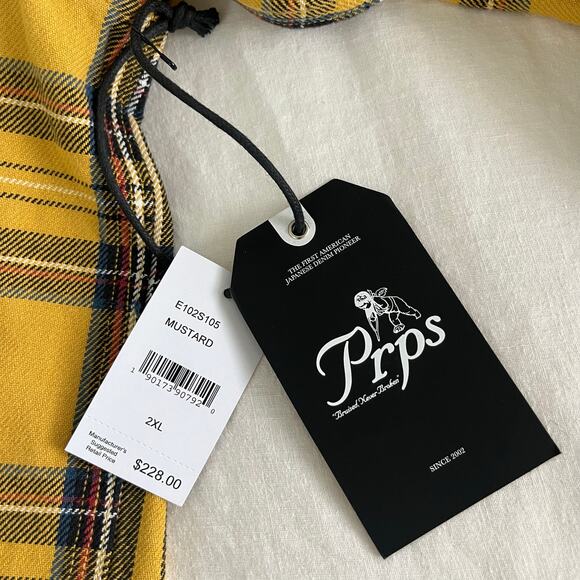 E102S105
MUSTARD
1 90173 90792 0
2XL
Manufacturer's
Suggested
Retail Price
$228.00
THE FIRST AMERICAN
JAPANESE DENIM PIONEER
Prps
"Bruised, Never Broken"
SINCE 2002